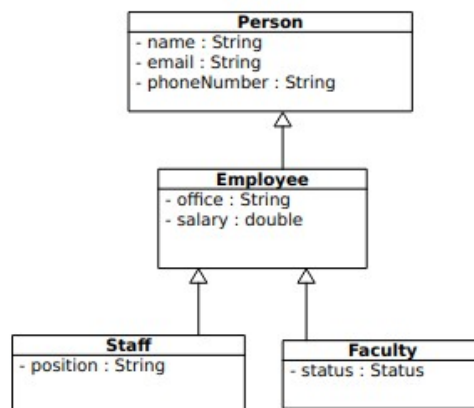 Person
- name : String
- email : String
- phoneNumber : String
Employee
- office : String
- salary : double
Staff
- position : String
Faculty
- status : Status